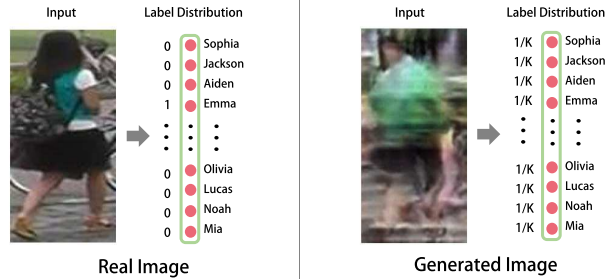 Input Label Distribution
0 Sophia
0 Jackson
0 Aiden
1 Emma
0 Olivia
0 Lucas
0 Noah
0 Mia
Real Image
Input Label Distribution
1/K Sophia
1/K Jackson
1/K Aiden
1/K Emma
1/K Olivia
1/K Lucas
1/K Noah
1/K Mia
Generated Image